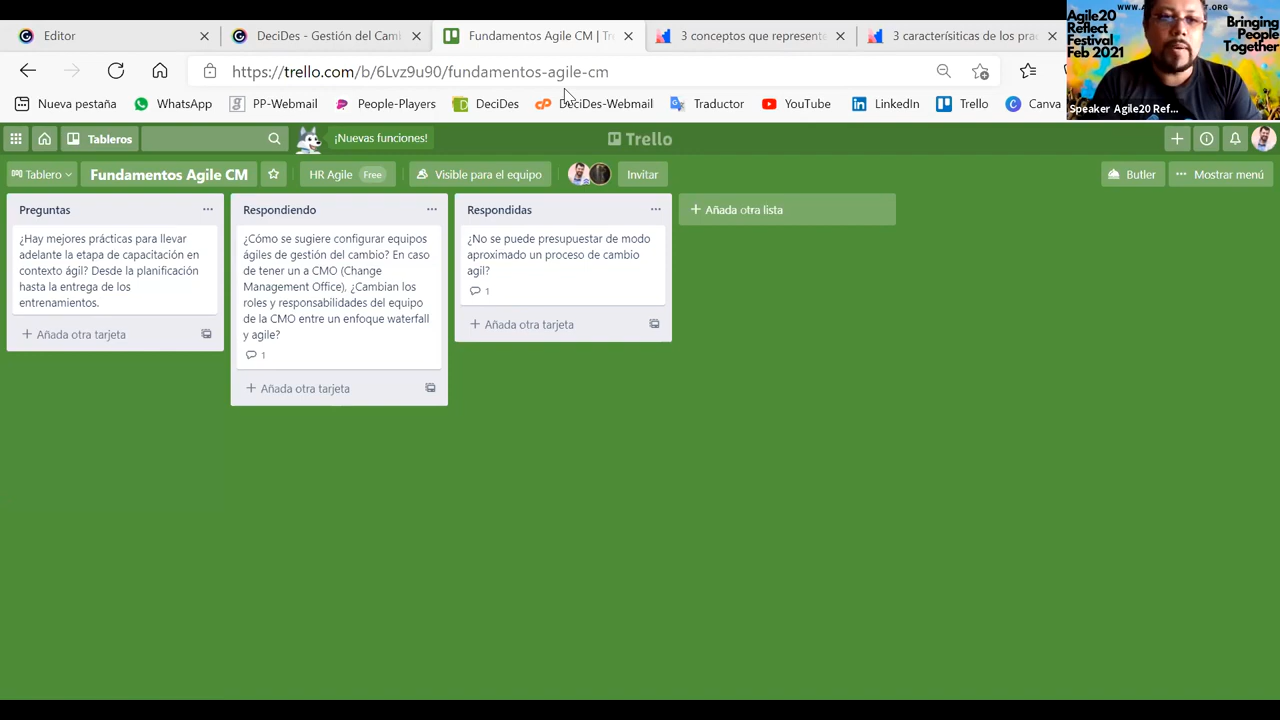 WWW.A
T.ORG
Agile20
Reflect
Festival
Feb 2021
Bringing
People
Together
Speaker Agile20 Ref...
Editor
DeciDes - Gestión del Caml
Fundamentos Agile CM | Tr
3 conceptos que represent
3 caracterísiticas de los pra
https://trello.com/b/6Lvz9u90/fundamentos-agile-cm
Nueva pestaña
WhatsApp
PP-Webmail
People-Players
DeciDes
DeciDes-Webmail
Traductor
YouTube
LinkedIn
Trello
Canva
Tableros
¡Nuevas funciones!
Trello
Tablero
Fundamentos Agile CM
HR Agile Free
Visible para el equipo
Invitar
Butler
Mostrar menú
Preguntas
¿Hay mejores prácticas para llevar
adelante la etapa de capacitación en
contexto ágil? Desde la planificación
hasta la entrega de los
entrenamientos.
+ Añada otra tarjeta
Respondiendo
¿Cómo se sugiere configurar equipos
ágiles de gestión del cambio? En caso
de tener un a CMO (Change
Management Office), ¿Cambian los
roles y responsabilidades del equipo
de la CMO entre un enfoque waterfall
y agile?
1
+ Añada otra tarjeta
Respondidas
¿No se puede presupuestar de modo
aproximado un proceso de cambio
agil?
1
+ Añada otra tarjeta
+ Añada otra lista